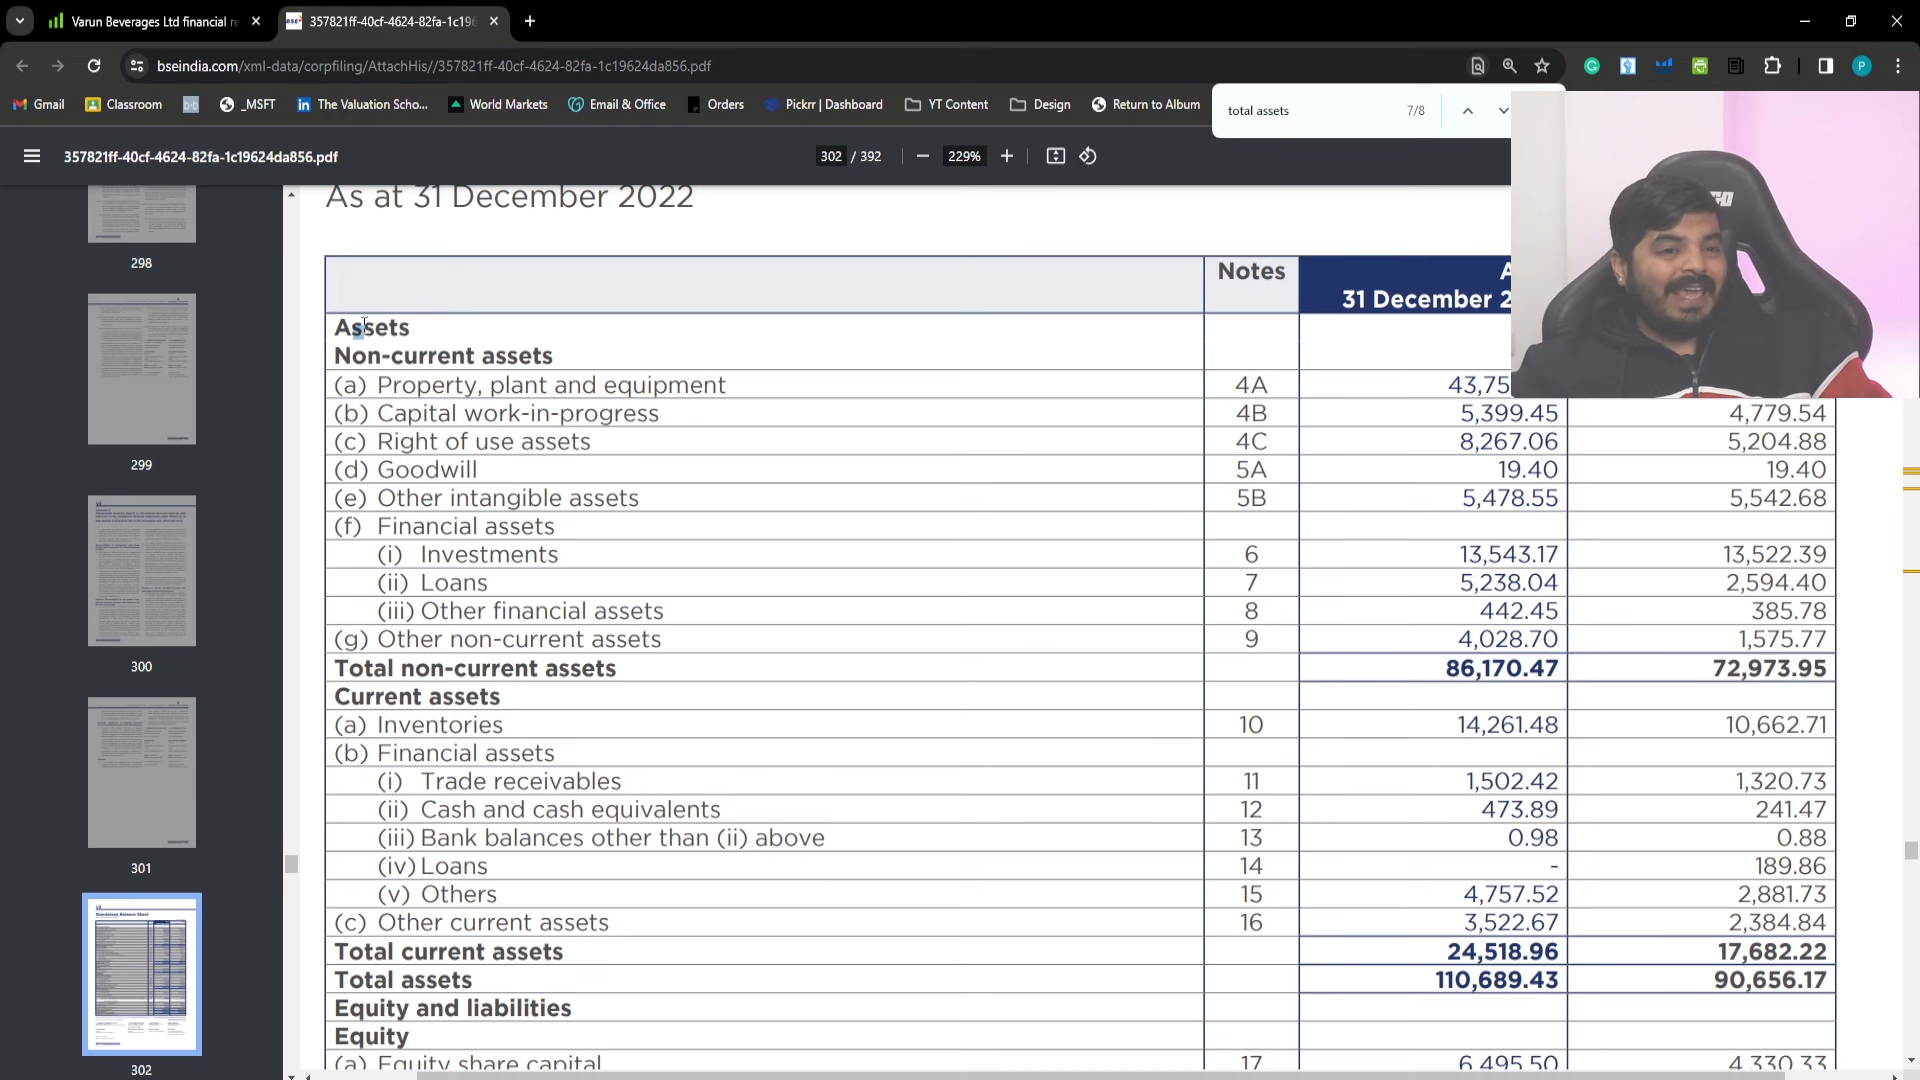 Varun Beverages Ltd financial re
357821ff-40cf-4624-82fa-1c196
bseindia.com/xml-data/corpfiling/AttachHis//357821ff-40cf-4624-82fa-1c19624da856.pdf
Gmail Classroom _MSFT The Valuation Scho... World Markets Email & Office Orders Pickrr | Dashboard YT Content Design Return to Album
total assets 7/8
357821ff-40cf-4624-82fa-1c19624da856.pdf 302 / 392 229%
298
299
300
301
302
As at 31 December 2022
Notes
31 December 2
Assets
Non-current assets
(a) Property, plant and equipment 4A 43,75
(b) Capital work-in-progress 4B 5,399.45 4,779.54
(c) Right of use assets 4C 8,267.06 5,204.88
(d) Goodwill 5A 19.40 19.40
(e) Other intangible assets 5B 5,478.55 5,542.68
(f) Financial assets
(i) Investments 6 13,543.17 13,522.39
(ii) Loans 7 5,238.04 2,594.40
(iii) Other financial assets 8 442.45 385.78
(g) Other non-current assets 9 4,028.70 1,575.77
Total non-current assets 86,170.47 72,973.95
Current assets
(a) Inventories 10 14,261.48 10,662.71
(b) Financial assets
(i) Trade receivables 11 1,502.42 1,320.73
(ii) Cash and cash equivalents 12 473.89 241.47
(iii) Bank balances other than (ii) above 13 0.98 0.88
(iv) Loans 14 - 189.86
(v) Others 15 4,757.52 2,881.73
(c) Other current assets 16 3,522.67 2,384.84
Total current assets 24,518.96 17,682.22
Total assets 110,689.43 90,656.17
Equity and liabilities
Equity
(a) Equity share capital 17 6,495.50 4,330.33